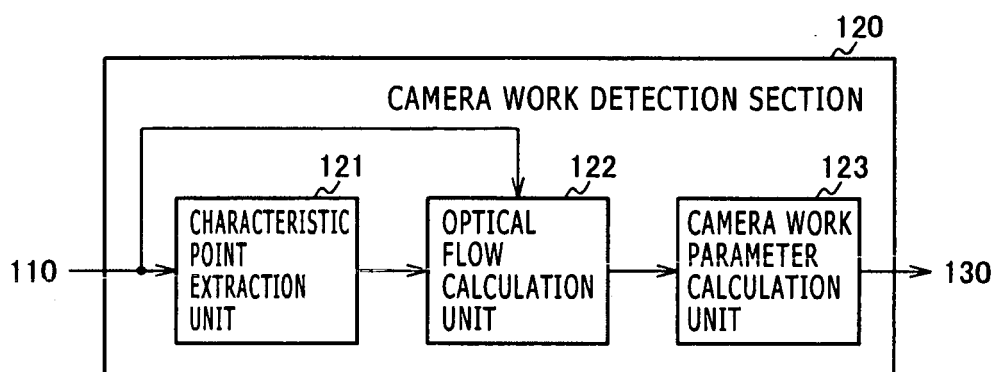 120
CAMERA WORK DETECTION SECTION
121
122
123
110
CHARACTERISTIC
POINT
EXTRACTION
UNIT
OPTICAL
FLOW
CALCULATION
UNIT
CAMERA WORK
PARAMETER
CALCULATION
UNIT
130